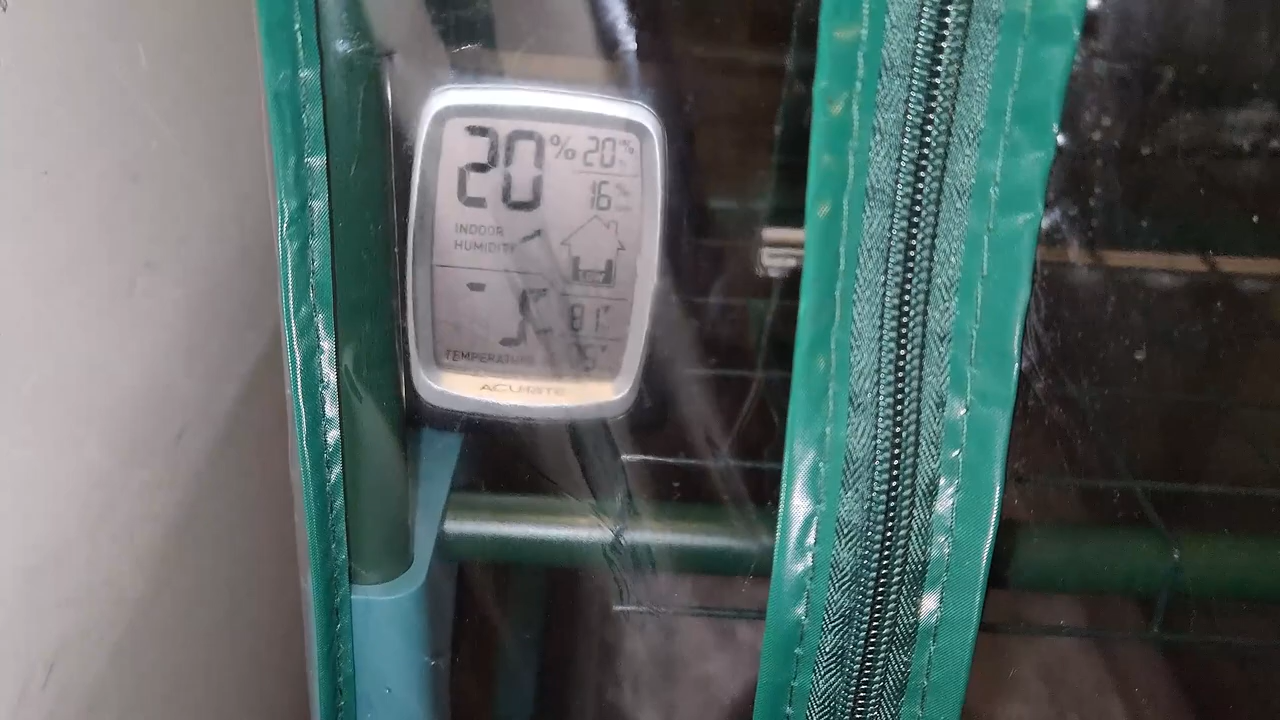 20% 20%
16
INDOOR
HUMIDITY
81°
TEMPERATURE
ACURITE